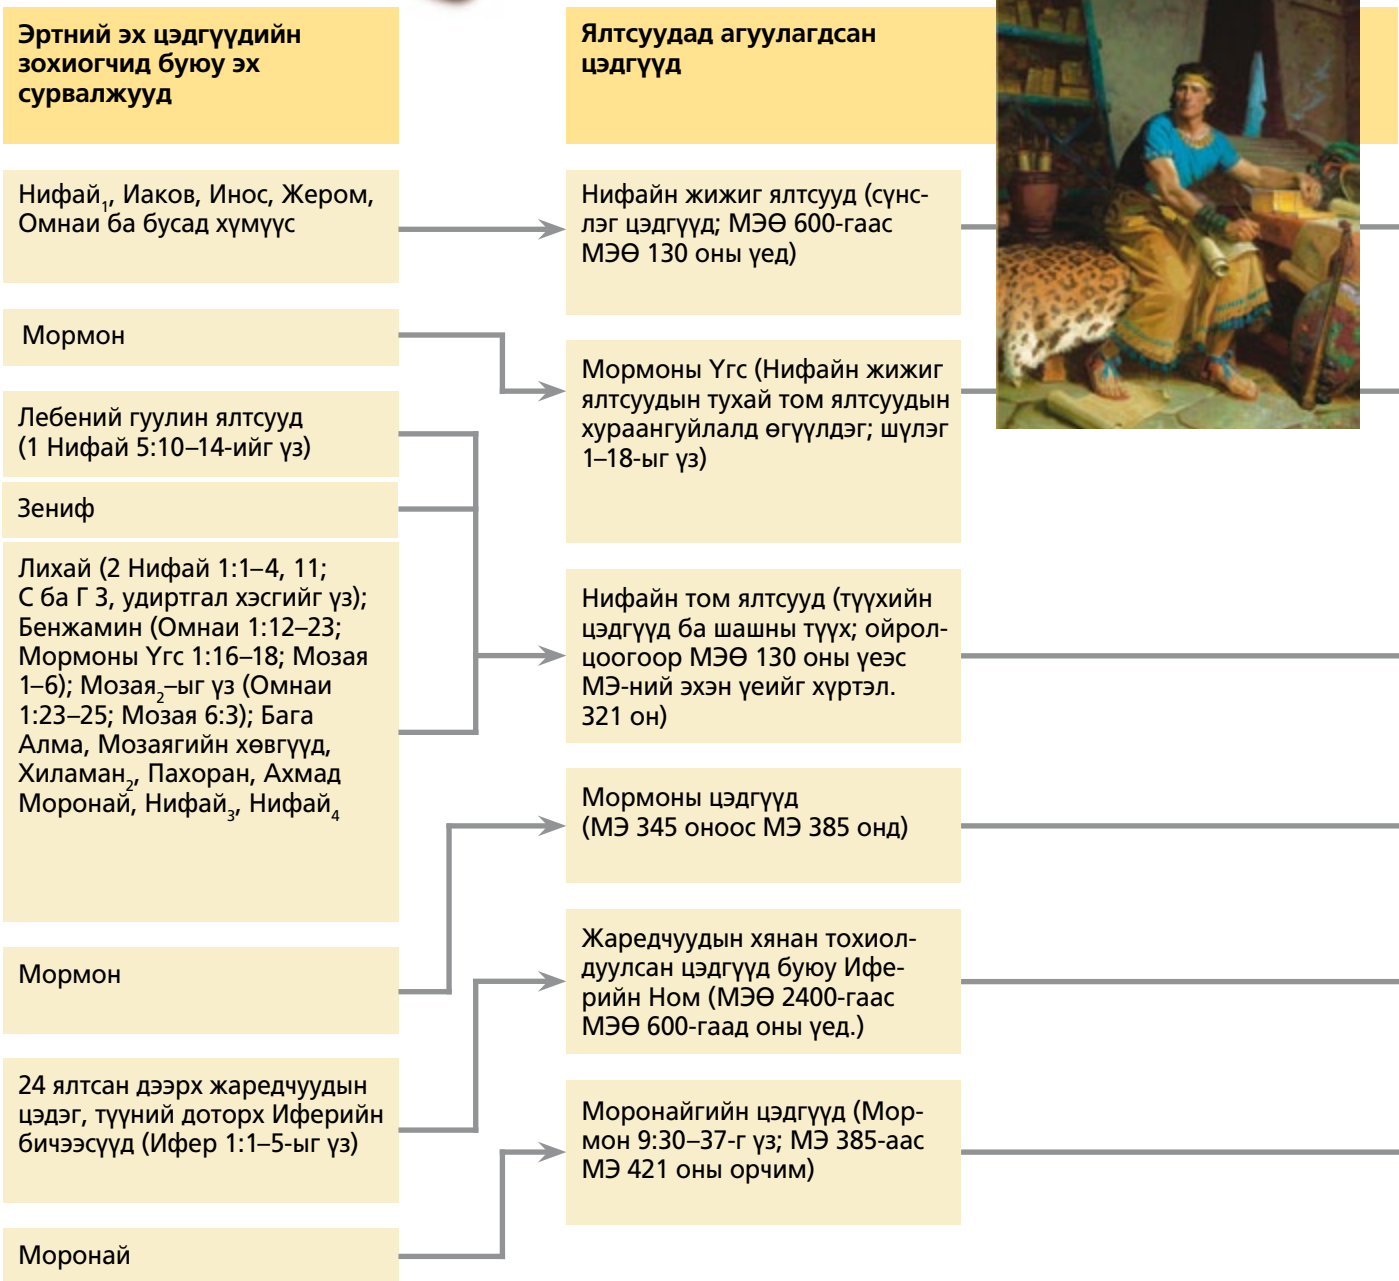 Эртний эх цэдгүүдийн
зохиогчид буюу эх
сурвалжууд
Нифай₁, Иаков, Инос, Жером,
Омнаи ба бусад хүмүүс
Мормон
Лебений гуулин ялтсууд
(1 Нифай 5:10–14-ийг үз)
Зениф
Лихай (2 Нифай 1:1–4, 11;
С ба Г 3, удиртгал хэсгийг үз);
Бенжамин (Омнаи 1:12–23;
Мормоны Үгс 1:16–18; Мозая
1–6); Мозая₂–ыг үз (Омнаи
1:23–25; Мозая 6:3); Бага
Алма, Мозаягийн хөвгүүд,
Хиламан₂, Пахоран, Ахмад
Моронай, Нифай₃, Нифай₄
Мормон
24 ялтсан дээрх жаредчуудын
цэдэг, түүний доторх Иферийн
бичээсүүд (Ифер 1:1–5-ыг үз)
Моронай
Ялтсуудад агуулагдсан
цэдгүүд
Нифайн жижиг ялтсууд (сүнс-
лэг цэдгүүд; МЭӨ 600-гаас
МЭӨ 130 оны үед)
Мормоны Үгс (Нифайн жижиг
ялтсуудын тухай том ялтсуудын
хураангуйлалд өгүүлдэг; шүлэг
1–18-ыг үз)
Нифайн том ялтсууд (түүхийн
цэдгүүд ба шашны түүх; ойрол-
цоогоор МЭӨ 130 оны үеэс
МЭ-ний эхэн үеийг хүртэл.
321 он)
Мормоны цэдгүүд
(МЭ 345 оноос МЭ 385 онд)
Жаредчуудын хянан тохиол-
дуулсан цэдгүүд буюу Ифе-
рийн Ном (МЭӨ 2400-гаас
МЭӨ 600-гаад оны үед.)
Моронайгийн цэдгүүд (Мор-
мон 9:30–37-г үз; МЭ 385-аас
МЭ 421 оны орчим)